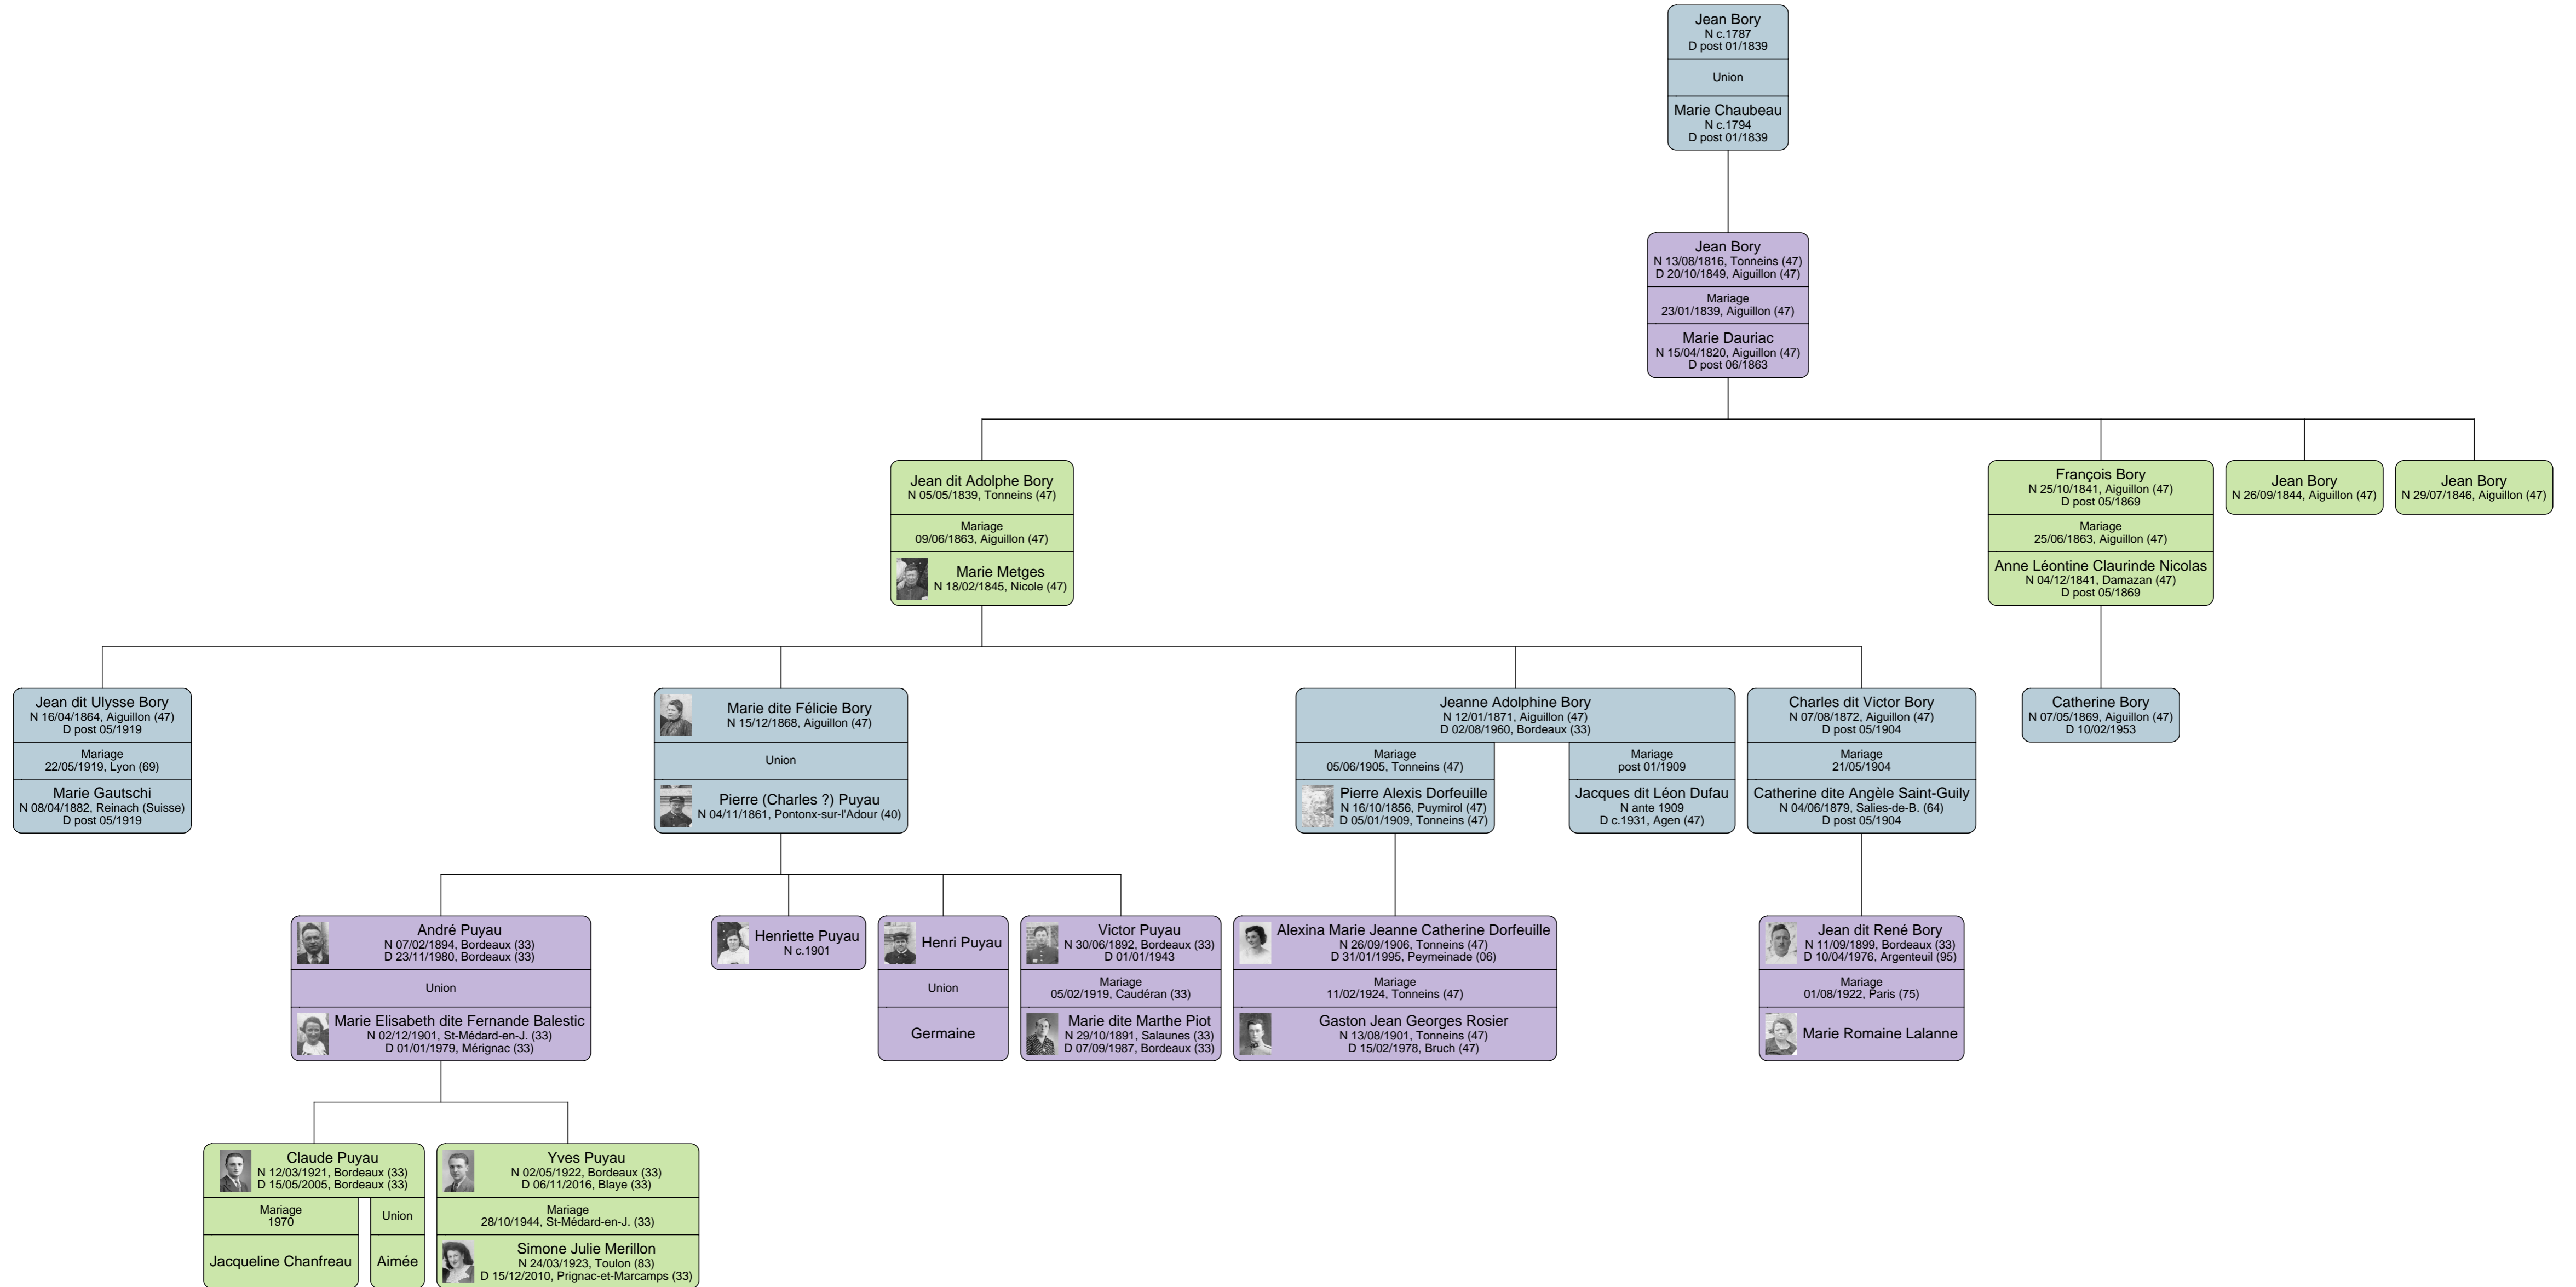 Jean Bory
N c.1787
D post 01/1839
Union
Marie Chaubeau
N c.1794
D post 01/1839
Jean Bory
N 13/08/1816, Tonneins (47)
D 20/10/1849, Aiguillon (47)
Mariage
23/01/1839, Aiguillon (47)
Marie Dauriac
N 15/04/1820, Aiguillon (47)
D post 06/1863
Jean dit Adolphe Bory
N 05/05/1839, Tonneins (47)
Mariage
09/06/1863, Aiguillon (47)
Marie Metges
N 18/02/1845, Nicole (47)
François Bory
N 25/10/1841, Aiguillon (47)
D post 05/1869
Mariage
25/06/1863, Aiguillon (47)
Anne Léontine Claurinde Nicolas
N 04/12/1841, Damazan (47)
D post 05/1869
Jean Bory
N 26/09/1844, Aiguillon (47)
Jean Bory
N 29/07/1846, Aiguillon (47)
Jean dit Ulysse Bory
N 16/04/1864, Aiguillon (47)
D post 05/1919
Mariage
22/05/1919, Lyon (69)
Marie Gautschi
N 08/04/1882, Reinach (Suisse)
D post 05/1919
Marie dite Félicie Bory
N 15/12/1868, Aiguillon (47)
Union
Pierre (Charles ?) Puyau
N 04/11/1861, Pontonx-sur-l'Adour (40)
Jeanne Adolphine Bory
N 12/01/1871, Aiguillon (47)
D 02/08/1960, Bordeaux (33)
Mariage
05/06/1905, Tonneins (47)
Pierre Alexis Dorfeuille
N 16/10/1856, Puymirol (47)
D 05/01/1909, Tonneins (47)
Mariage
post 01/1909
Jacques dit Léon Dufau
N ante 1909
D c.1931, Agen (47)
Charles dit Victor Bory
N 07/08/1872, Aiguillon (47)
D post 05/1904
Mariage
21/05/1904
Catherine dite Angèle Saint-Guily
N 04/06/1879, Salies-de-B. (64)
D post 05/1904
Catherine Bory
N 07/05/1869, Aiguillon (47)
D 10/02/1953
André Puyau
N 07/02/1894, Bordeaux (33)
D 23/11/1980, Bordeaux (33)
Union
Marie Elisabeth dite Fernande Balestic
N 02/12/1901, St-Médard-en-J. (33)
D 01/01/1979, Mérignac (33)
Henriette Puyau
N c.1901
Henri Puyau
Union
Germaine
Victor Puyau
N 30/06/1892, Bordeaux (33)
D 01/01/1943
Mariage
05/02/1919, Caudéran (33)
Marie dite Marthe Piot
N 29/10/1891, Salaunes (33)
D 07/09/1987, Bordeaux (33)
Alexina Marie Jeanne Catherine Dorfeuille
N 26/09/1906, Tonneins (47)
D 31/01/1995, Peymeinade (06)
Mariage
11/02/1924, Tonneins (47)
Gaston Jean Georges Rosier
N 13/08/1901, Tonneins (47)
D 15/02/1978, Bruch (47)
Jean dit René Bory
N 11/09/1899, Bordeaux (33)
D 10/04/1976, Argenteuil (95)
Mariage
01/08/1922, Paris (75)
Marie Romaine Lalanne
Claude Puyau
N 12/03/1921, Bordeaux (33)
D 15/05/2005, Bordeaux (33)
Mariage
1970
Jacqueline Chanfreau
Union
Aimée
Yves Puyau
N 02/05/1922, Bordeaux (33)
D 06/11/2016, Blaye (33)
Mariage
28/10/1944, St-Médard-en-J. (33)
Simone Julie Merillon
N 24/03/1923, Toulon (83)
D 15/12/2010, Prignac-et-Marcamps (33)